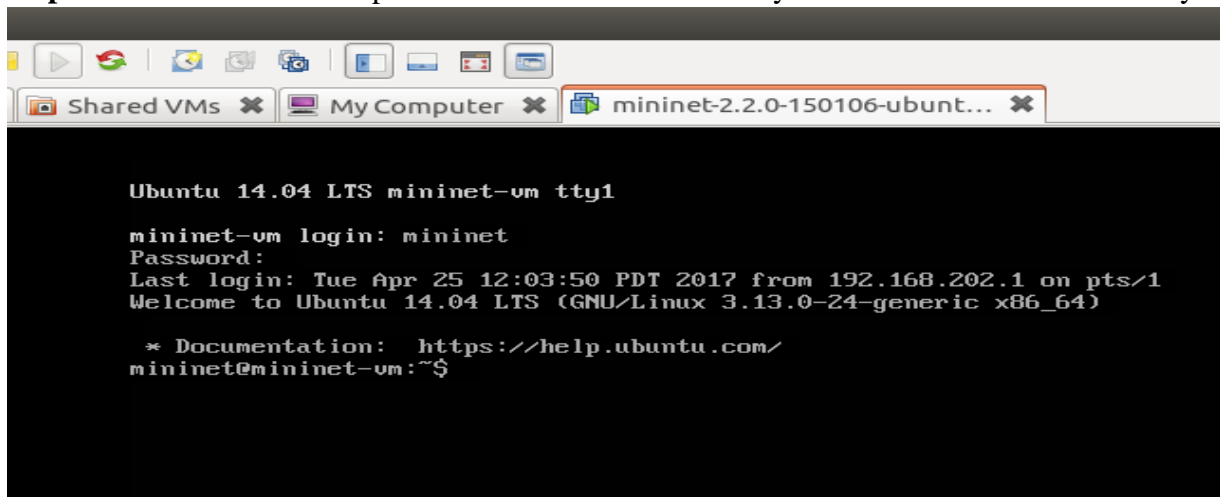 Shared VMs My Computer mininet-2.2.0-150106-ubunt...
Ubuntu 14.04 LTS mininet-vm tty1
mininet-vm login: mininet
Password:
Last login: Tue Apr 25 12:03:50 PDT 2017 from 192.168.202.1 on pts/1
Welcome to Ubuntu 14.04 LTS (GNU/Linux 3.13.0-24-generic x86_64)
* Documentation: https://help.ubuntu.com/
mininet@mininet-vm:~$